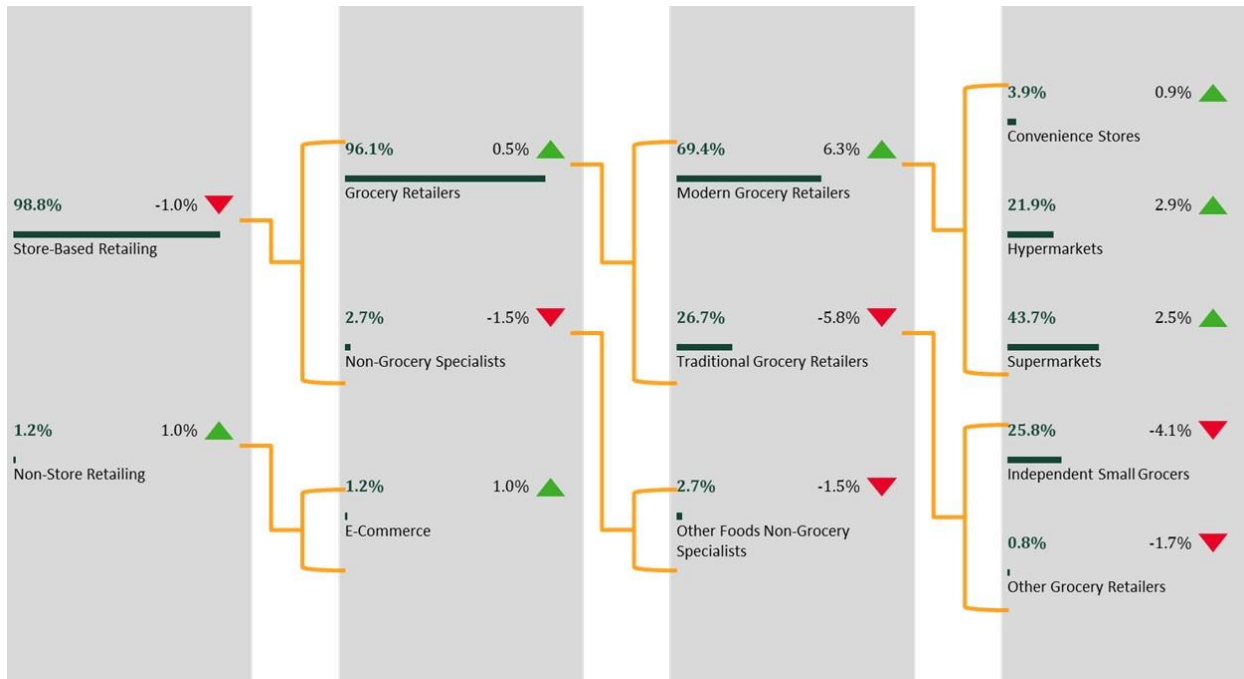 98.8% -1.0%
Store-Based Retailing
1.2% 1.0%
Non-Store Retailing
96.1% 0.5%
Grocery Retailers
2.7% -1.5%
Non-Grocery Specialists
1.2% 1.0%
E-Commerce
69.4% 6.3%
Modern Grocery Retailers
26.7% -5.8%
Traditional Grocery Retailers
2.7% -1.5%
Other Foods Non-Grocery
Specialists
3.9% 0.9%
Convenience Stores
21.9% 2.9%
Hypermarkets
43.7% 2.5%
Supermarkets
25.8% -4.1%
Independent Small Grocers
0.8% -1.7%
Other Grocery Retailers